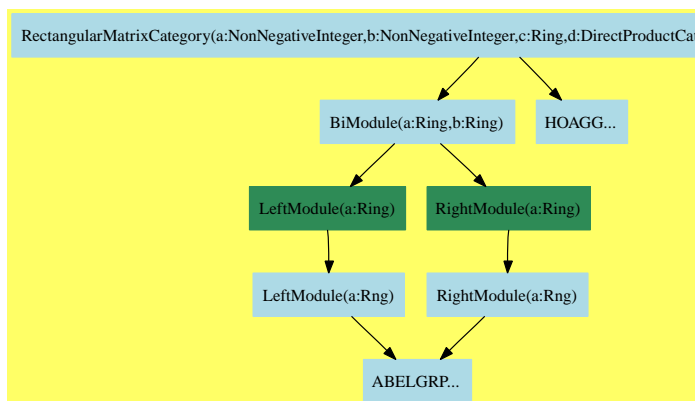 RectangularMatrixCategory(a:NonNegativeInteger,b:NonNegativeInteger,c:Ring,d:DirectProductCat
BiModule(a:Ring,b:Ring)
HOAGG...
LeftModule(a:Ring)
RightModule(a:Ring)
LeftModule(a:Rng)
RightModule(a:Rng)
ABELGRP...